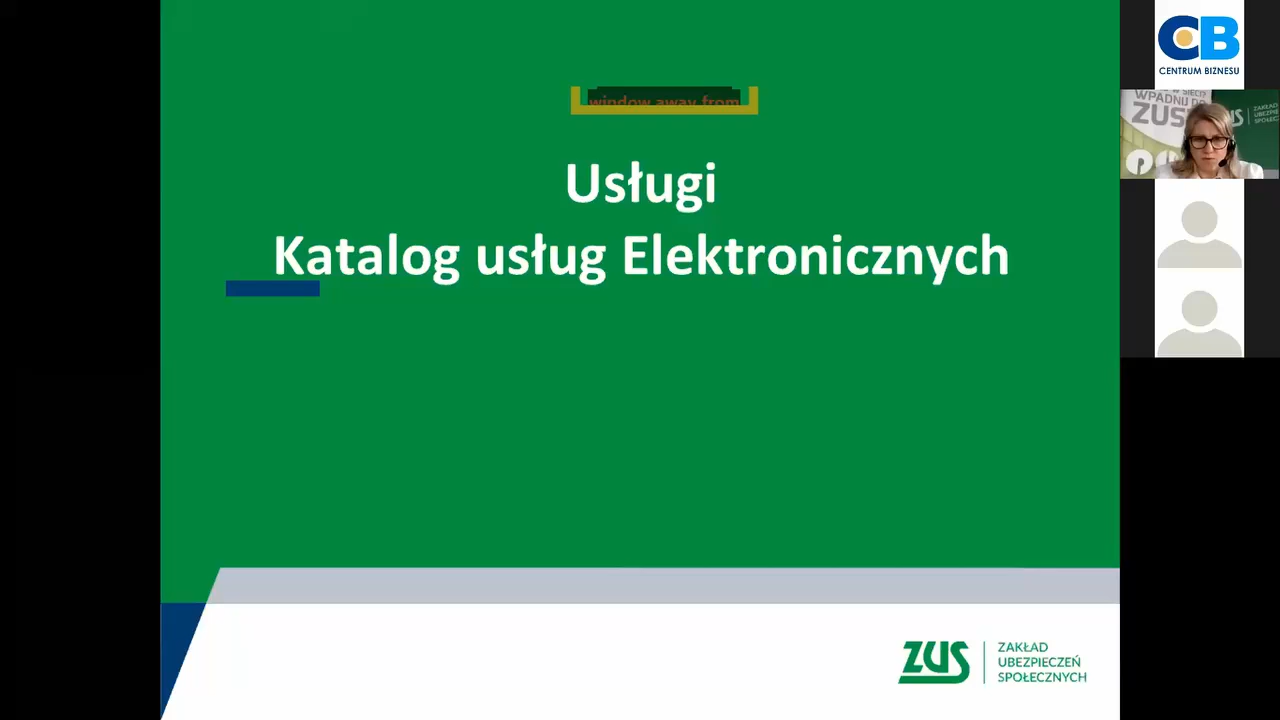 window away from
Usługi
Katalog usług Elektronicznych
ZUS
ZAKŁAD
UBEZPIECZEŃ
SPOŁECZNYCH
CB
CENTRUM BIZNESU
WPADNIJ DO
ZUS